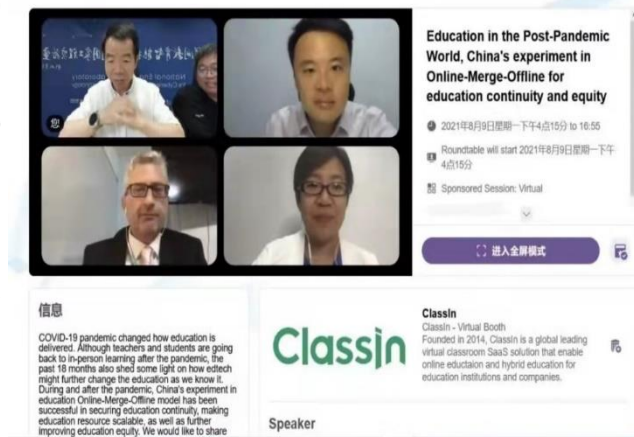 National Eng Laboratory
您
Education in the Post-Pandemic
World, China's experiment in
Online-Merge-Offline for
education continuity and equity
2021年8月9日星期一下午4点15分 to 16:55
Roundtable will start 2021年8月9日星期一下午
4点15分
Sponsored Session: Virtual
进入全屏模式
信息
COVID-19 pandemic changed how education is
delivered. Although teachers and students are going
back to in-person learning after the pandemic, the
past 18 months also shed some light on how edtech
might further change the education as we know it.
During and after the pandemic, China's experiment in
education Online-Merge-Offline model has been
successful in securing education continuity, making
education resource scalable, as well as further
improving education equity. We would like to share
ClassIn
ClassIn
ClassIn - Virtual Booth
Founded in 2014, ClassIn is a global leading
virtual classroom SaaS solution that enable
online eductaion and hybrid education for
education institutions and companies.
Speaker